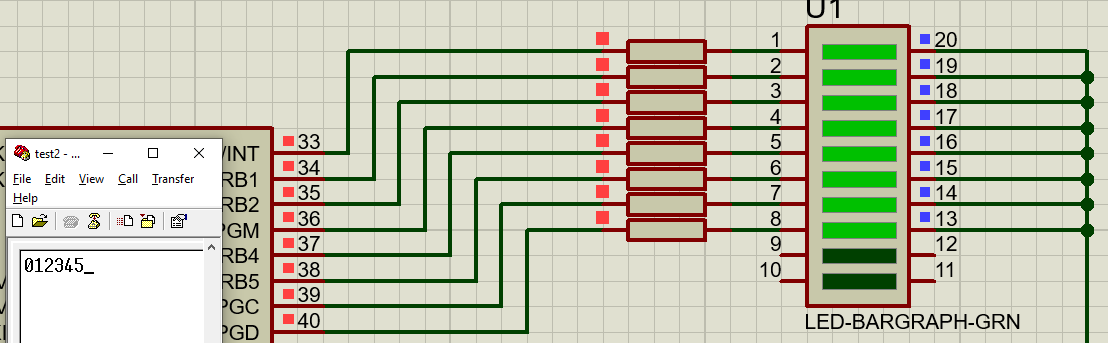 U1
1 20
2 19
3 18
4 17
5 16
6 15
7 14
8 13
9 12
10 11
LED-BARGRAPH-GRN
33
/INT
34
RB1
35
RB2
36
PGM
37
RB4
38
RB5
39
PGC
40
PGD
test2 - ...
File Edit View Call Transfer
Help
012345_